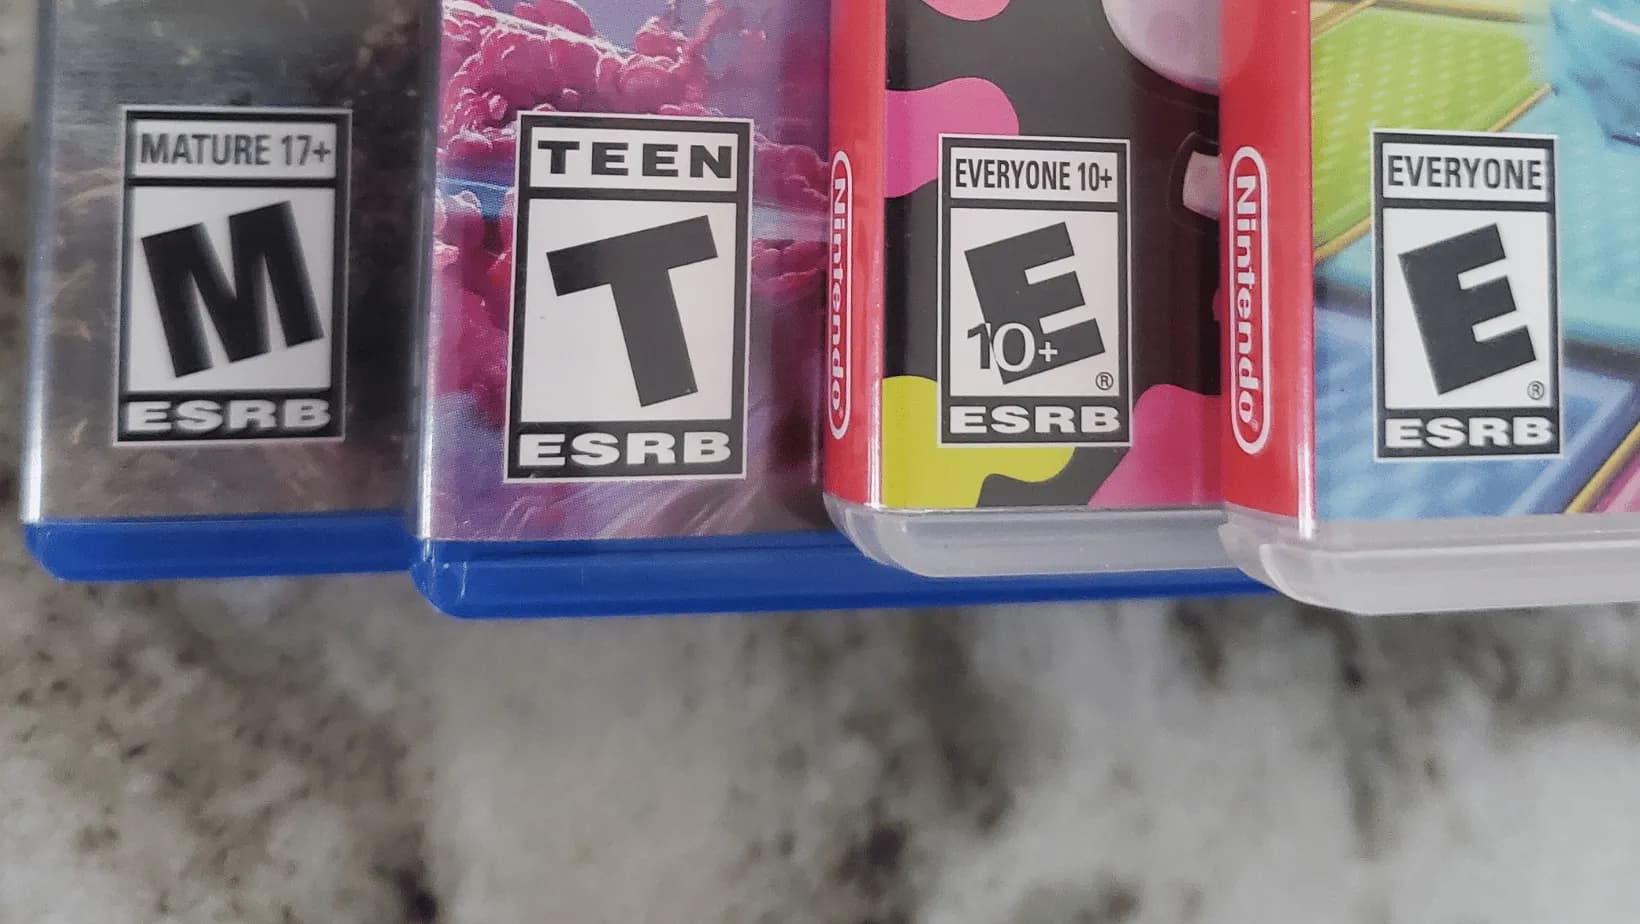 MATURE 17+
M
ESRB
TEEN
T
ESRB
Nintendo®
EVERYONE 10+
E
10+
®
ESRB
Nintendo®
EVERYONE
E
®
ESRB